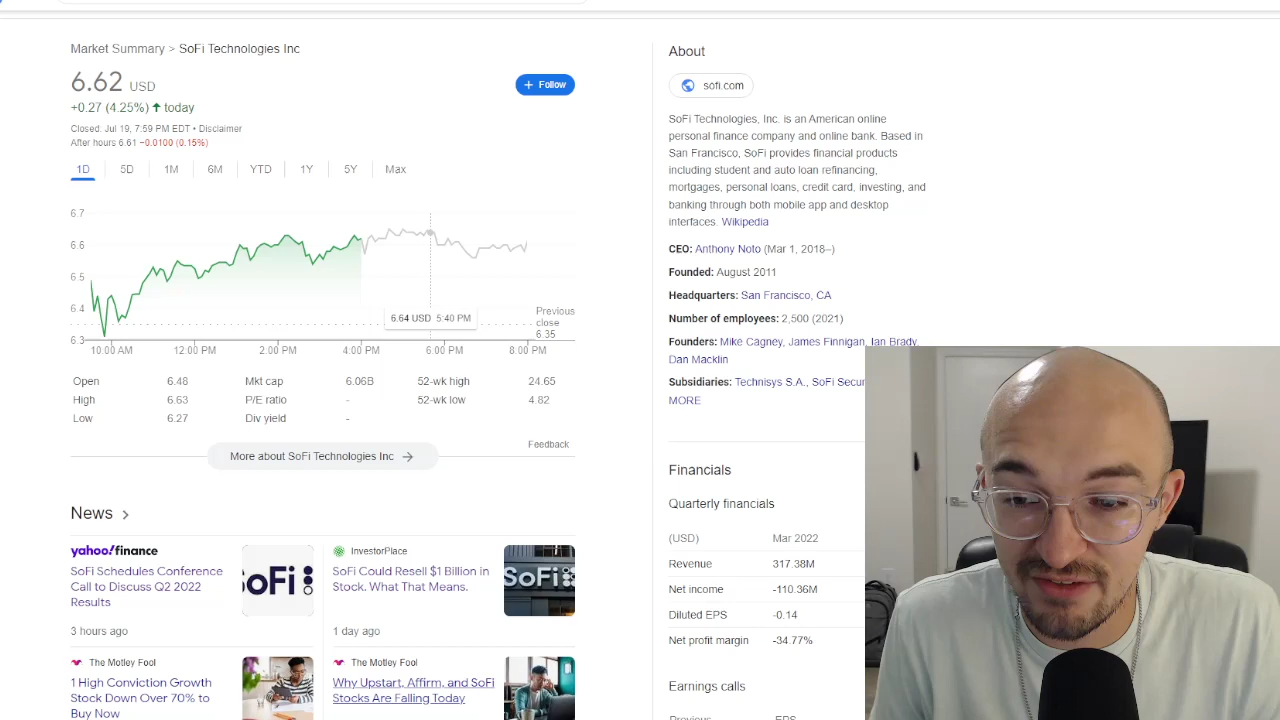 Market Summary > SoFi Technologies Inc
6.62 USD
+ Follow
+0.27 (4.25%) ↑ today
Closed: Jul 19, 7:59 PM EDT • Disclaimer
After hours 6.61 −0.0100 (0.15%)
1D 5D 1M 6M YTD 1Y 5Y Max
6.7
6.6
6.5
6.4
6.3
6.64 USD 5:40 PM
Previous
close
6.35
10:00 AM 12:00 PM 2:00 PM 4:00 PM 6:00 PM 8:00 PM
Open 6.48 Mkt cap 6.06B 52-wk high 24.65
High 6.63 P/E ratio - 52-wk low 4.82
Low 6.27 Div yield -
Feedback
More about SoFi Technologies Inc →
News >
yahoo!finance
SoFi Schedules Conference
Call to Discuss Q2 2022
Results
3 hours ago
SoFi
InvestorPlace
SoFi Could Resell $1 Billion in
Stock. What That Means.
1 day ago
SoFi
The Motley Fool
1 High Conviction Growth
Stock Down Over 70% to
Buy Now
The Motley Fool
Why Upstart, Affirm, and SoFi
Stocks Are Falling Today
About
sofi.com
SoFi Technologies, Inc. is an American online
personal finance company and online bank. Based in
San Francisco, SoFi provides financial products
including student and auto loan refinancing,
mortgages, personal loans, credit card, investing, and
banking through both mobile app and desktop
interfaces. Wikipedia
CEO: Anthony Noto (Mar 1, 2018–)
Founded: August 2011
Headquarters: San Francisco, CA
Number of employees: 2,500 (2021)
Founders: Mike Cagney, James Finnigan, Ian Brady,
Dan Macklin
Subsidiaries: Technisys S.A., SoFi Secur
MORE
Financials
Quarterly financials
(USD) Mar 2022
Revenue 317.38M
Net income -110.36M
Diluted EPS -0.14
Net profit margin -34.77%
Earnings calls
Previous EPS